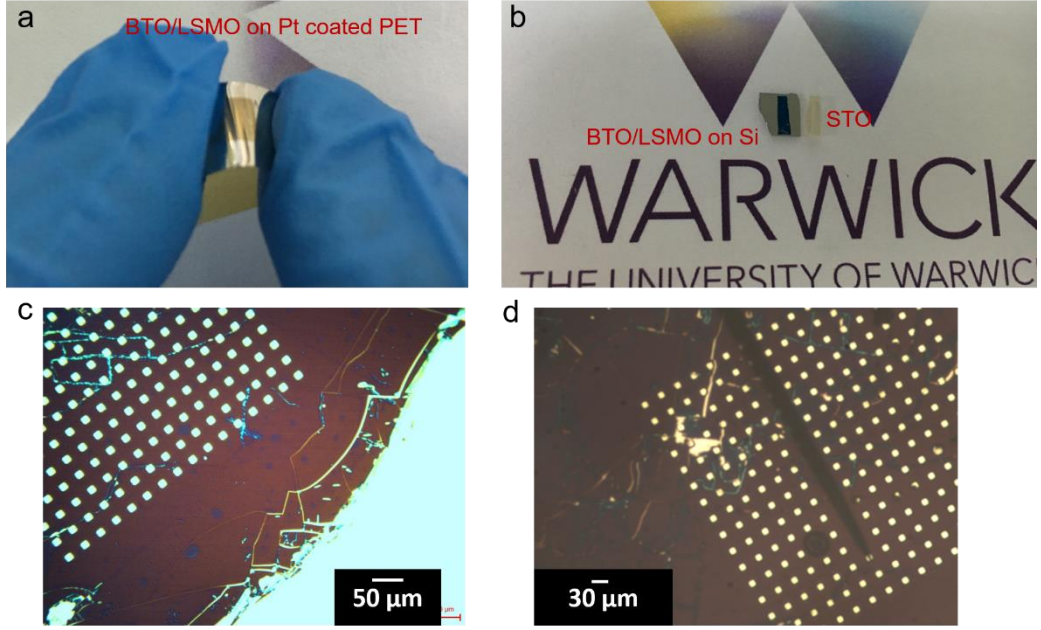 a
BTO/LSMO on Pt coated PET
b
BTO/LSMO on Si
STO
WARWICK
THE UNIVERSITY OF WARWICK
c
50 µm
d
30 µm